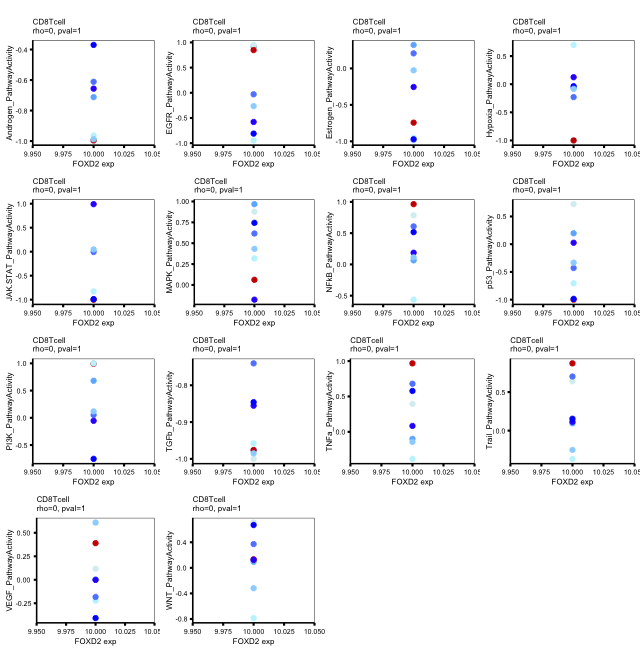 CD8Tcell
rho=0, pval=1
Androgen_PathwayActivity
-0.4
-0.6
-0.8
-1.0
9.950 9.975 10.000 10.025 10.05
FOXD2 exp
CD8Tcell
rho=0, pval=1
EGFR_PathwayActivity
1.0
0.5
0.0
-0.5
-1.0
9.950 9.975 10.000 10.025 10.05
FOXD2 exp
CD8Tcell
rho=0, pval=1
Estrogen_PathwayActivity
0.0
-0.5
-1.0
9.950 9.975 10.000 10.025 10.05
FOXD2 exp
CD8Tcell
rho=0, pval=1
Hypoxia_PathwayActivity
0.5
0.0
-0.5
-1.0
9.950 9.975 10.000 10.025 10.05
FOXD2 exp
CD8Tcell
rho=0, pval=1
JAK.STAT_PathwayActivity
1.0
0.5
0.0
-0.5
-1.0
9.950 9.975 10.000 10.025 10.05
FOXD2 exp
CD8Tcell
rho=0, pval=1
MAPK_PathwayActivity
1.00
0.75
0.50
0.25
0.00
9.950 9.975 10.000 10.025 10.05
FOXD2 exp
CD8Tcell
rho=0, pval=1
NFkB_PathwayActivity
1.0
0.5
0.0
-0.5
9.950 9.975 10.000 10.025 10.05
FOXD2 exp
CD8Tcell
rho=0, pval=1
p53_PathwayActivity
0.5
0.0
-0.5
-1.0
9.950 9.975 10.000 10.025 10.05
FOXD2 exp
CD8Tcell
rho=0, pval=1
PI3K_PathwayActivity
1.0
0.5
0.0
-0.5
9.950 9.975 10.000 10.025 10.05
FOXD2 exp
CD8Tcell
rho=0, pval=1
TGFb_PathwayActivity
-0.8
-0.9
-1.0
9.950 9.975 10.000 10.025 10.05
FOXD2 exp
CD8Tcell
rho=0, pval=1
TNFa_PathwayActivity
1.0
0.5
0.0
9.950 9.975 10.000 10.025 10.05
FOXD2 exp
CD8Tcell
rho=0, pval=1
Trail_PathwayActivity
0.5
0.0
9.950 9.975 10.000 10.025 10.05
FOXD2 exp
CD8Tcell
rho=0, pval=1
VEGF_PathwayActivity
0.50
0.25
0.00
-0.25
9.950 9.975 10.000 10.025 10.05
FOXD2 exp
CD8Tcell
rho=0, pval=1
WNT_PathwayActivity
0.4
0.0
-0.4
-0.8
9.950 9.975 10.000 10.025 10.050
FOXD2 exp